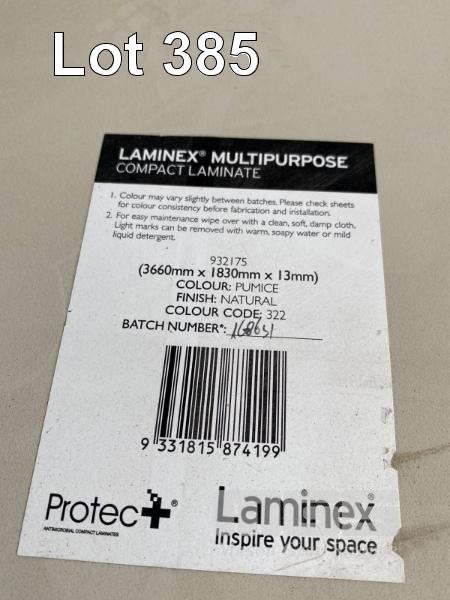 Lot 385
LAMINEX® MULTIPURPOSE
COMPACT LAMINATE
1. Colour may vary slightly between batches. Please check sheets
for colour consistency before fabrication and installation.
2. For easy maintenance wipe over with a clean, soft, damp cloth.
Light marks can be removed with warm, soapy water or mild
liquid detergent.
932175
(3660mm x 1830mm x 13mm)
COLOUR: PUMICE
FINISH: NATURAL
COLOUR CODE: 322
BATCH NUMBER*:
9 331815 874199
Protec+®
ANTIMICROBIAL COMPACT LAMINATES
Laminex®
Inspire your space